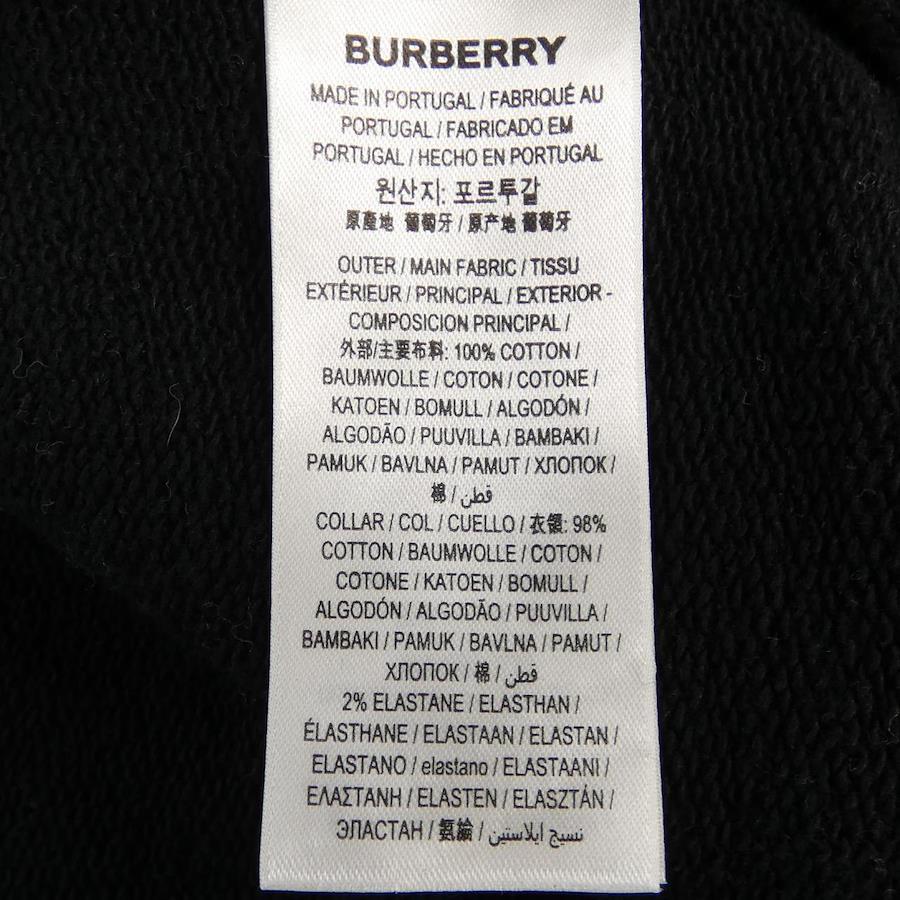 BURBERRY
MADE IN PORTUGAL / FABRIQUÉ AU
PORTUGAL / FABRICADO EM
PORTUGAL / HECHO EN PORTUGAL
원산지: 포르투갈
原產地 葡萄牙 / 原产地 葡萄牙
OUTER / MAIN FABRIC / TISSU
EXTÉRIEUR / PRINCIPAL / EXTERIOR -
COMPOSICION PRINCIPAL /
外部/主要布料: 100% COTTON /
BAUMWOLLE / COTON / COTONE /
KATOEN / BOMULL / ALGODÓN /
ALGODÃO / PUUVILLA / BAMBAKI /
PAMUK / BAVLNA / PAMUT / ХЛОПОК /
棉 / قطن
COLLAR / COL / CUELLO / 衣領: 98%
COTTON / BAUMWOLLE / COTON /
COTONE / KATOEN / BOMULL /
ALGODÓN / ALGODÃO / PUUVILLA /
BAMBAKI / PAMUK / BAVLNA / PAMUT /
ХЛОПОК / 棉 / قطن
2% ELASTANE / ELASTHAN /
ÉLASTHANE / ELASTAAN / ELASTAN /
ELASTANO / elastano / ELASTAANI /
ΕΛΑΣΤΑΝΗ / ELASTEN / ELASZTÁN /
ЭЛАСТАН / 氨綸 / نسيج ايلاستين